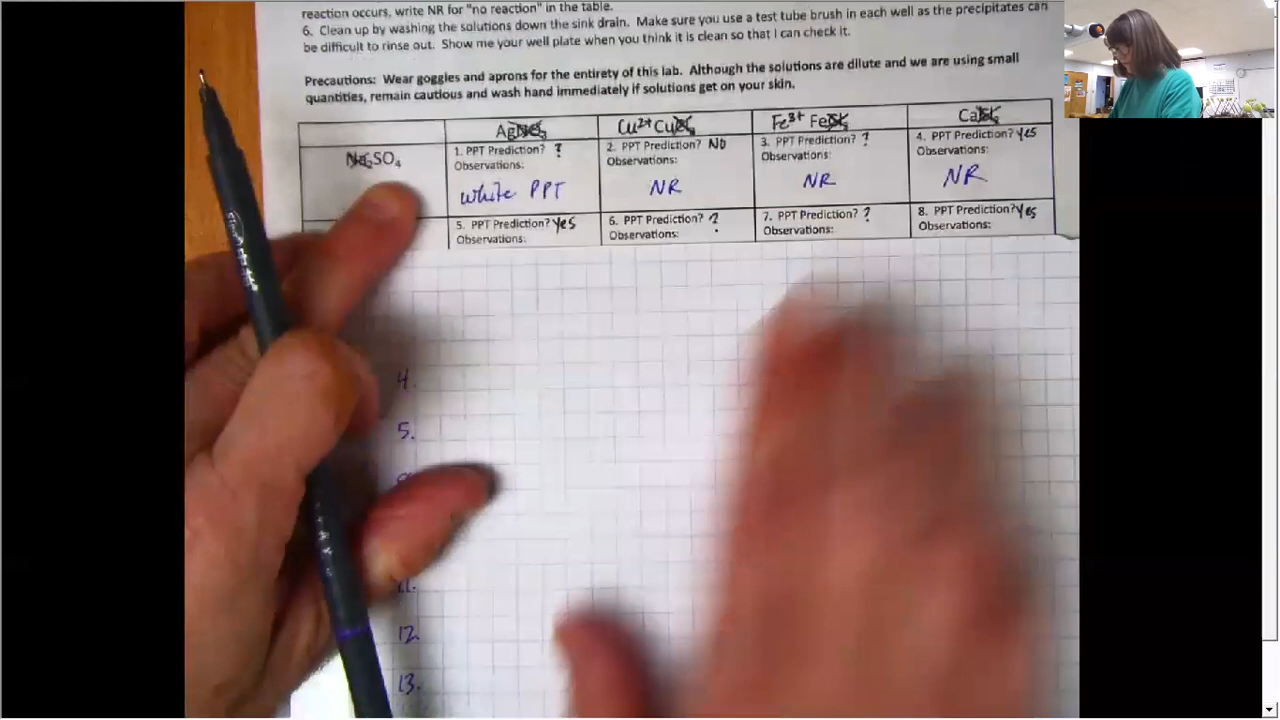 reaction occurs, write NR for "no reaction" in the table.
6. Clean up by washing the solutions down the sink drain. Make sure you use a test tube brush in each well as the precipitates can
be difficult to rinse out. Show me your well plate when you think it is clean so that I can check it.
Precautions: Wear goggles and aprons for the entirety of this lab. Although the solutions are dilute and we are using small
quantities, remain cautious and wash hand immediately if solutions get on your skin.
AgNO₃ Cu²⁺ Cu Fe³⁺ Fe Ca
Na₂SO₄
1. PPT Prediction? ?
Observations:
white PPT
2. PPT Prediction? No
Observations:
NR
3. PPT Prediction? ?
Observations:
NR
4. PPT Prediction? yes
Observations:
NR
5. PPT Prediction? Yes
Observations:
6. PPT Prediction? ?
Observations:
7. PPT Prediction? ?
Observations:
8. PPT Prediction? Yes
Observations:
4.
5.
11.
12.
13.